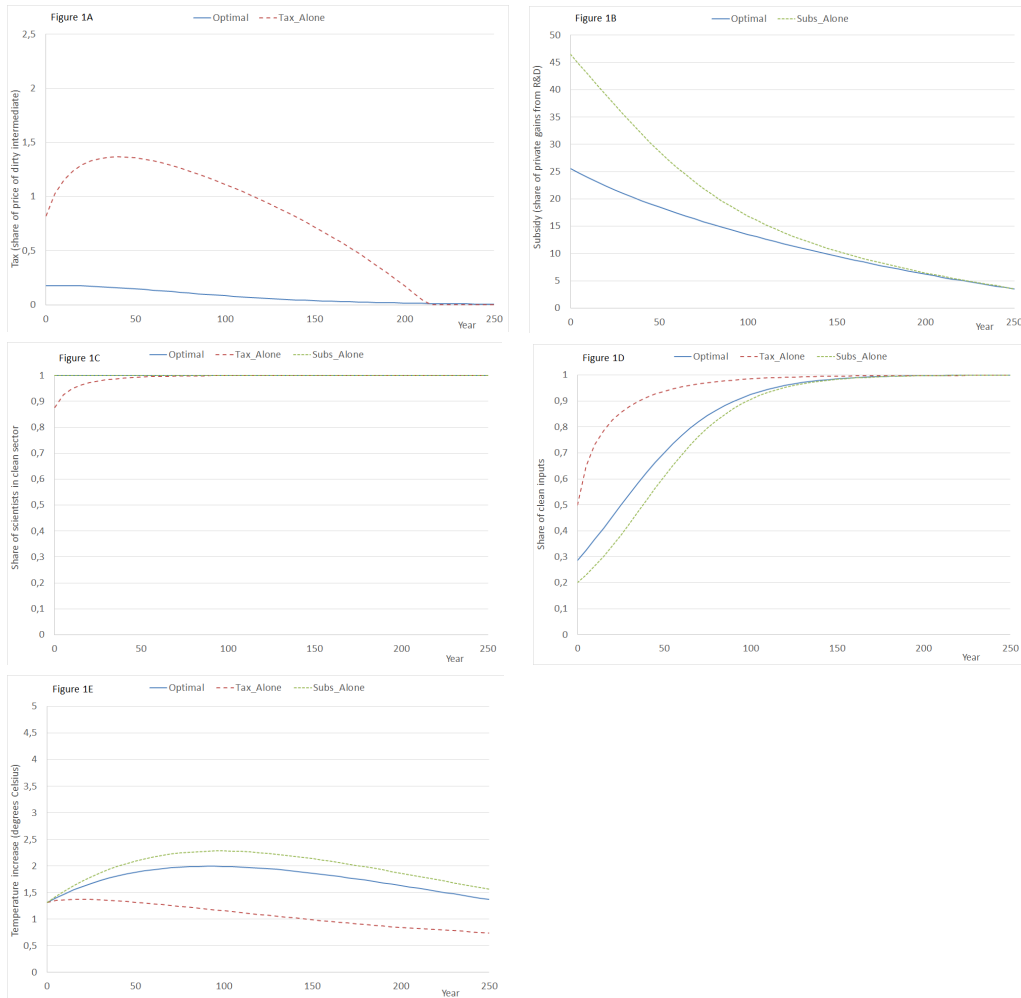 Figure 1A
Optimal Tax_Alone
Tax (share of price of dirty intermediate)
2,5
2
1,5
1
0,5
0
0 50 100 150 200 250
Year
Figure 1B
Optimal Subs_Alone
Subsidy (share of private gains from R&D)
50
45
40
35
30
25
20
15
10
5
0
0 50 100 150 200 250
Year
Figure 1C
Optimal Tax_Alone Subs_Alone
Share of scientists in clean sector
1
0,9
0,8
0,7
0,6
0,5
0,4
0,3
0,2
0,1
0
0 50 100 150 200 250
Year
Figure 1D
Optimal Tax_Alone Subs_Alone
Share of clean inputs
1
0,9
0,8
0,7
0,6
0,5
0,4
0,3
0,2
0,1
0
0 50 100 150 200 250
Year
Figure 1E
Optimal Tax_Alone Subs_Alone
Temperature increase (degrees Celsius)
5
4,5
4
3,5
3
2,5
2
1,5
1
0,5
0
0 50 100 150 200 250
Year